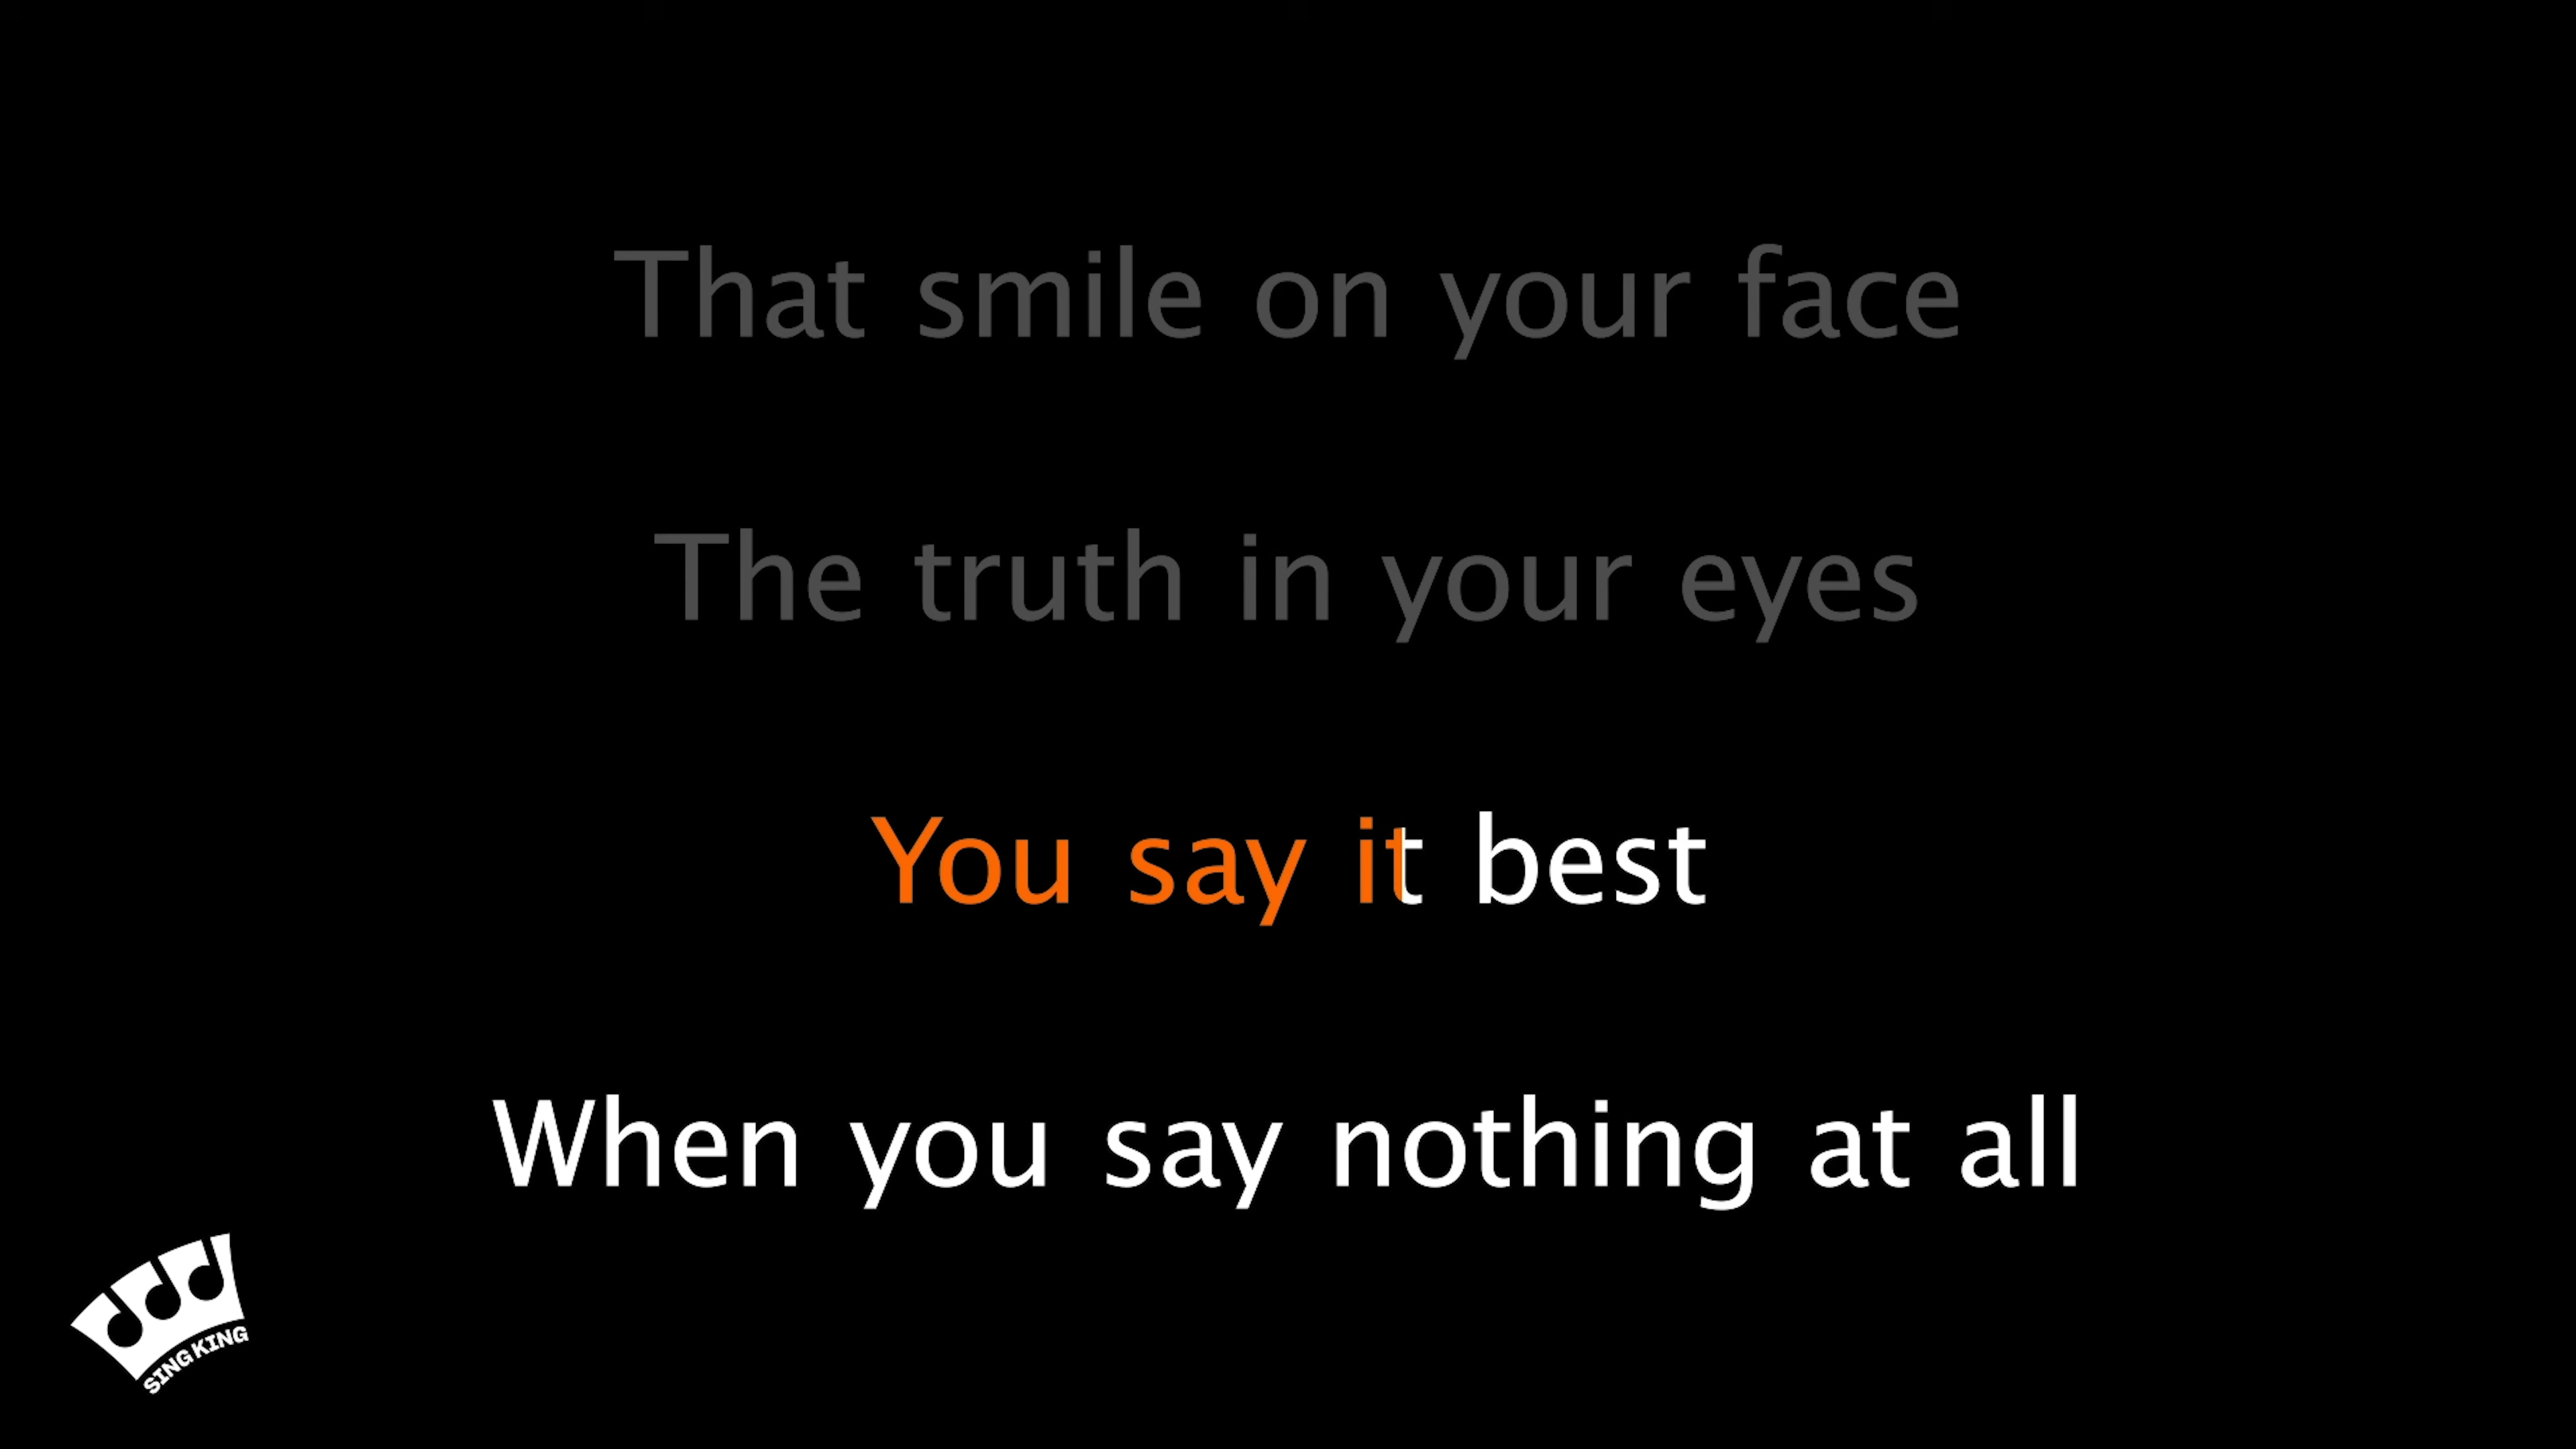 That smile on your face
The truth in your eyes
You say it best
When you say nothing at all
SING KING